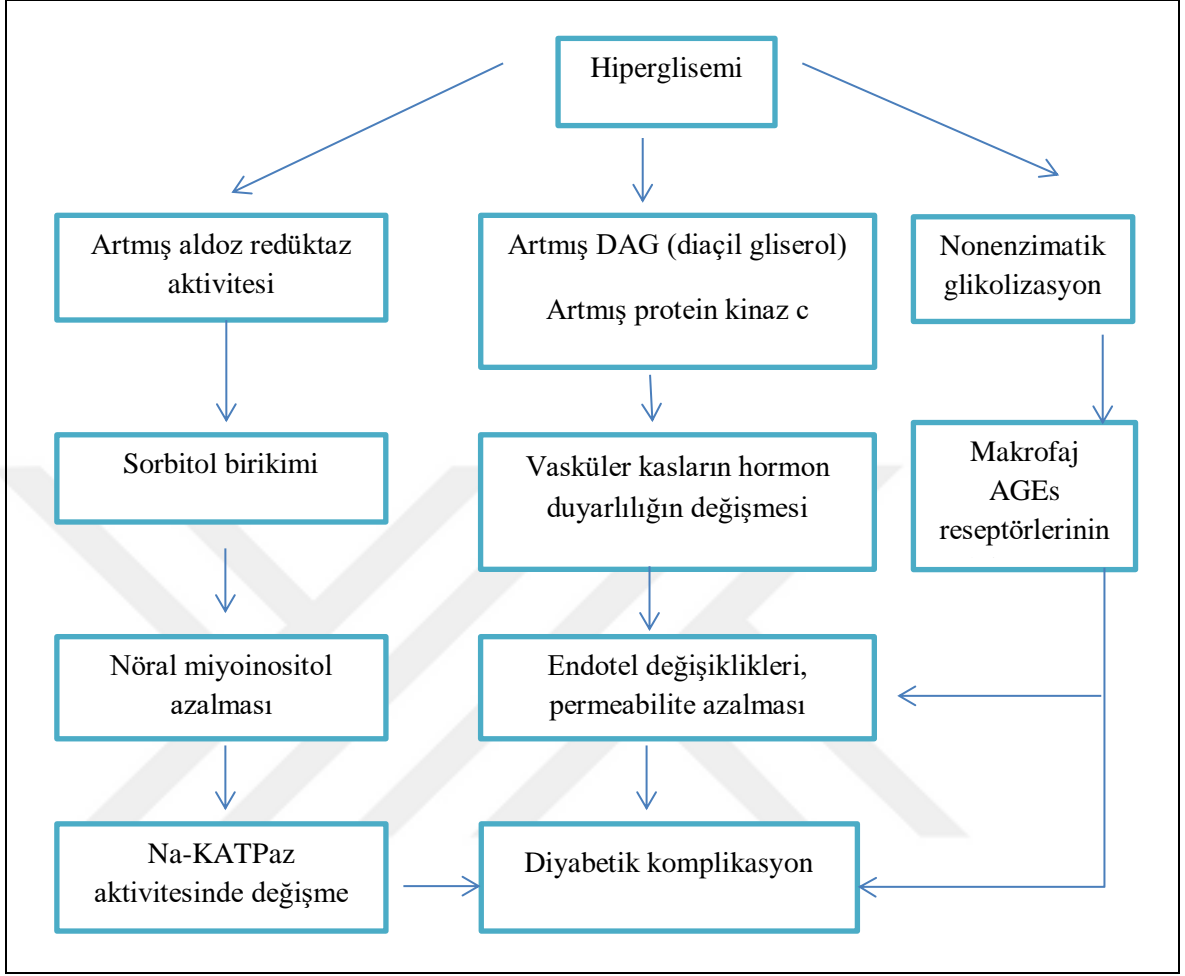 Hiperglisemi
Artmış aldoz redüktaz
aktivitesi
Artmış DAG (diaçil gliserol)
Artmış protein kinaz c
Nonenzimatik
glikolizasyon
Sorbitol birikimi
Vasküler kasların hormon
duyarlılığın değişmesi
Makrofaj
AGEs
reseptörlerinin
Nöral miyoinositol
azalması
Endotel değişiklikleri,
permeabilite azalması
Na-KATPaz
aktivitesinde değişme
Diyabetik komplikasyon